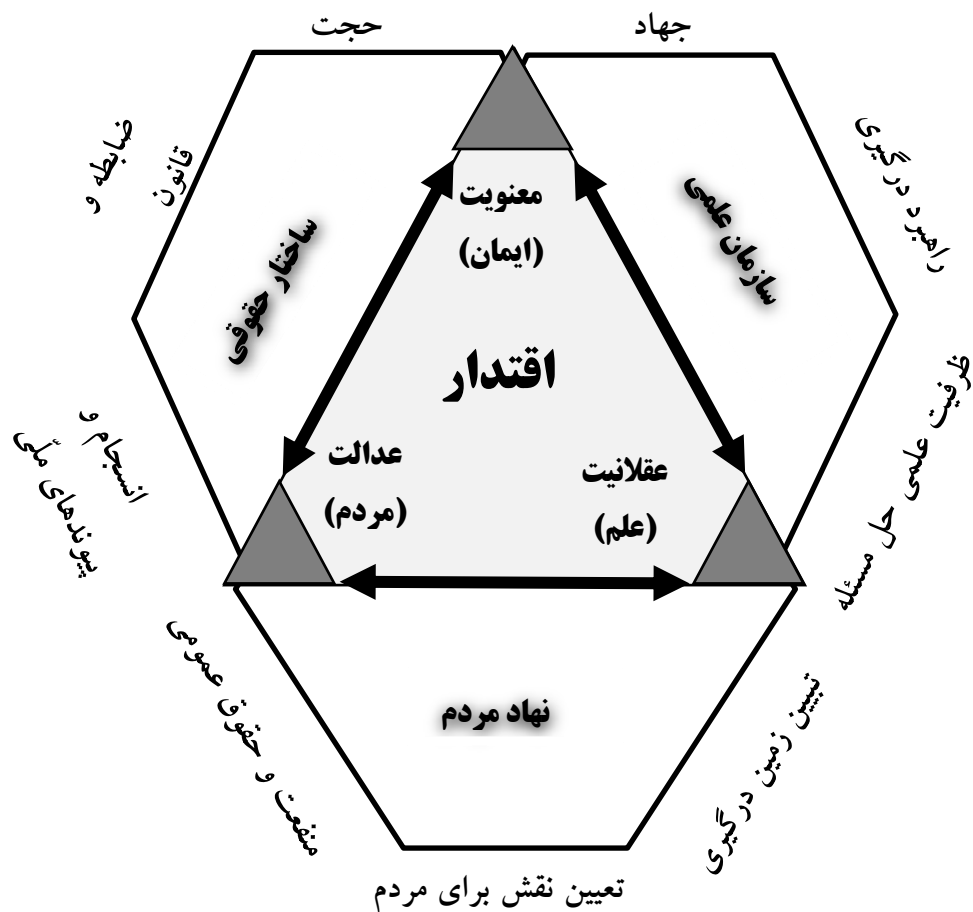 جهاد
حجت
راهبرد درگیری
ضابطه و
قانون
سازمان علمی
ساختار حقوقی
معنویت
(ایمان)
اقتدار
عقلانیت
(علم)
عدالت
(مردم)
ظرفیت علمی حل مسئله
انسجام و
پیوندهای ملّی
نهاد مردم
تبیین زمین درگیری
منفعت و حقوق عمومی
تعیین نقش برای مردم